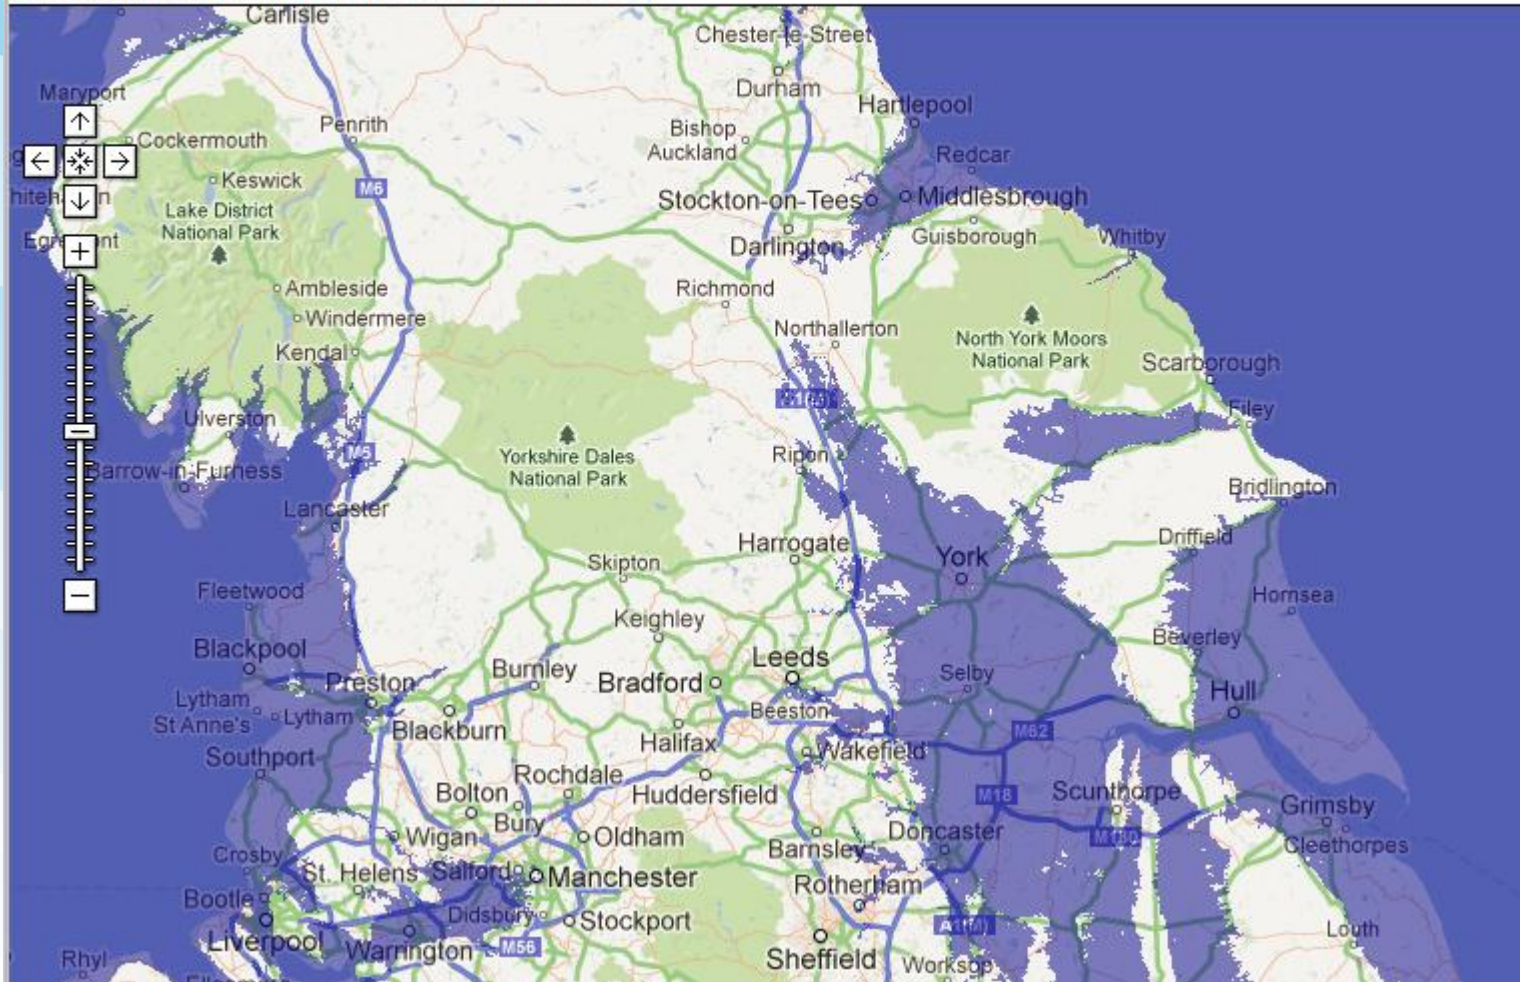 Carlisle
Chester-le-Street
Durham
Maryport
Hartlepool
Penrith
Bishop
Auckland
Cockermouth
Redcar
Keswick
M6
Stockton-on-Tees
Middlesbrough
Lake District
National Park
Darlington
Guisborough
Whitby
Ambleside
Richmond
Windermere
Northallerton
North York Moors
National Park
Kendal
Scarborough
Filey
Ulverston
Yorkshire Dales
National Park
Ripon
Barrow-in-Furness
Bridlington
Lancaster
Driffield
Harrogate
York
Skipton
Fleetwood
Hornsea
Keighley
Beverley
Blackpool
Leeds
Burnley
Bradford
Selby
Preston
Hull
Lytham
St Anne's
Lytham
Beeston
Blackburn
M62
Halifax
Wakefield
Southport
Rochdale
Bolton
Huddersfield
M18
Scunthorpe
Grimsby
Bury
Wigan
Oldham
Doncaster
M180
Cleethorpes
Barnsley
Crosby
St. Helens
Salford
Manchester
Rotherham
Bootle
Didsbury
Stockport
A1(M)
Liverpool
Warrington
M56
Louth
Sheffield
Worksop
Rhyl